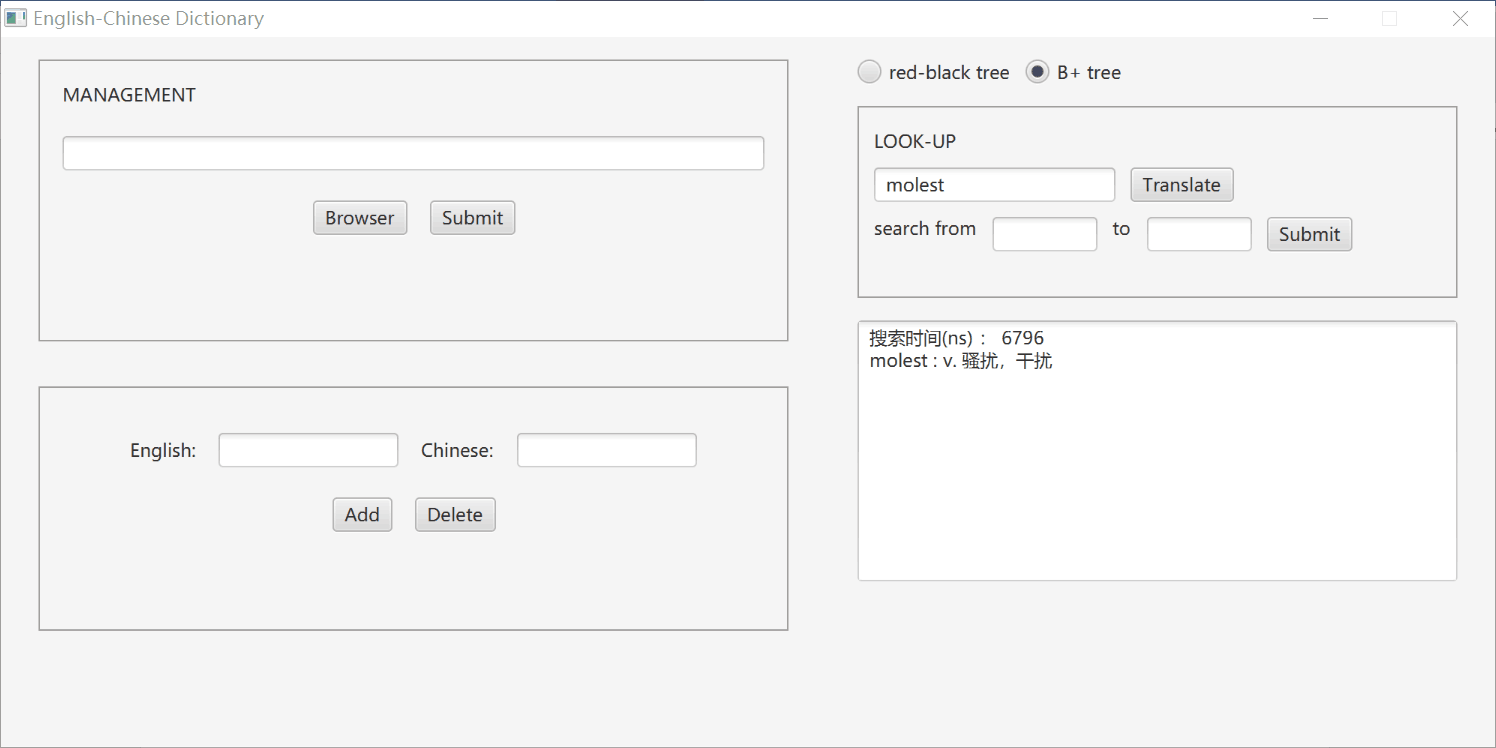 English-Chinese Dictionary
MANAGEMENT
Browser Submit
English: Chinese:
Add Delete
red-black tree B+ tree
LOOK-UP
molest Translate
search from to Submit
搜索时间(ns) : 6796
molest : v. 骚扰，干扰